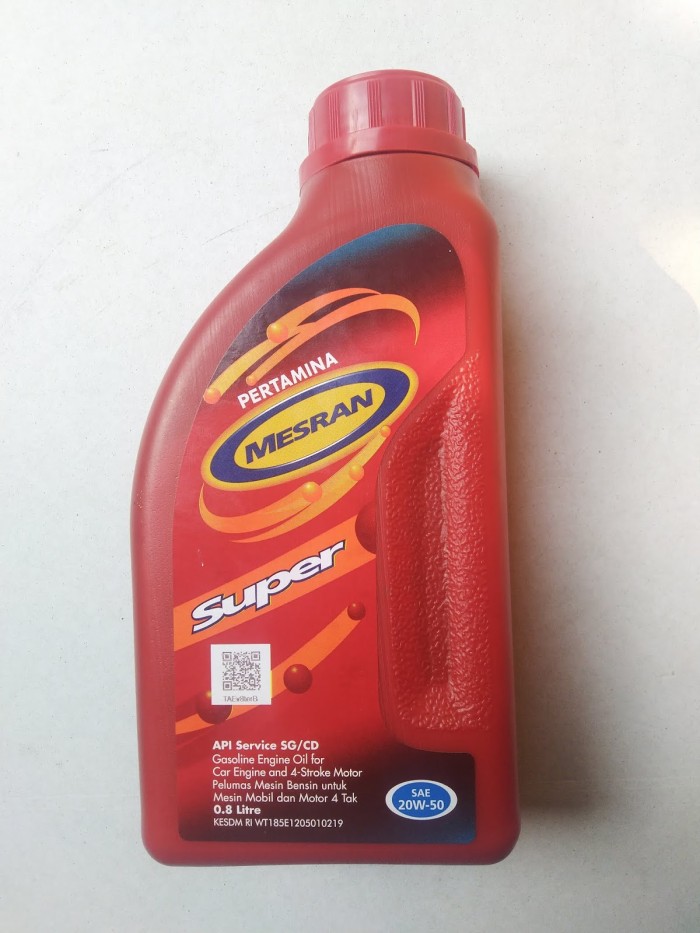 PERTAMINA
MESRAN
Super
API Service SG/CD
Gasoline Engine Oil for
Car Engine and 4-Stroke Motor
Pelumas Mesin Bensin untuk
Mesin Mobil dan Motor 4 Tak
0.8 Litre
KESDM RI WT185E1205010219
SAE
20W-50